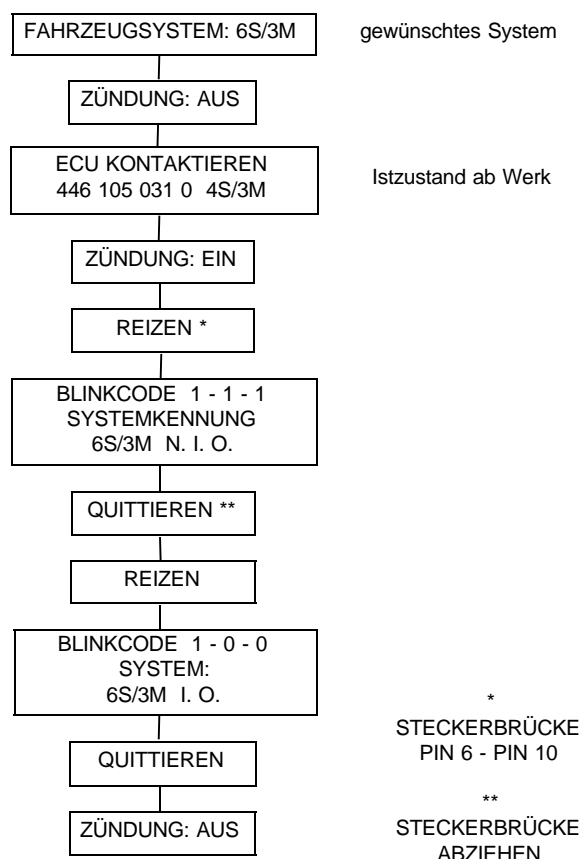 FAHRZEUGSYSTEM: 6S/3M
gewünschtes System
ZÜNDUNG: AUS
ECU KONTAKTIEREN
446 105 031 0 4S/3M
Istzustand ab Werk
ZÜNDUNG: EIN
REIZEN *
BLINKCODE 1 - 1 - 1
SYSTEMKENNUNG
6S/3M N. I. O.
QUITTIEREN **
REIZEN
BLINKCODE 1 - 0 - 0
SYSTEM:
6S/3M I. O.
QUITTIEREN
ZÜNDUNG: AUS
*
STECKERBRÜCKE
PIN 6 - PIN 10
**
STECKERBRÜCKE
ABZIEHEN